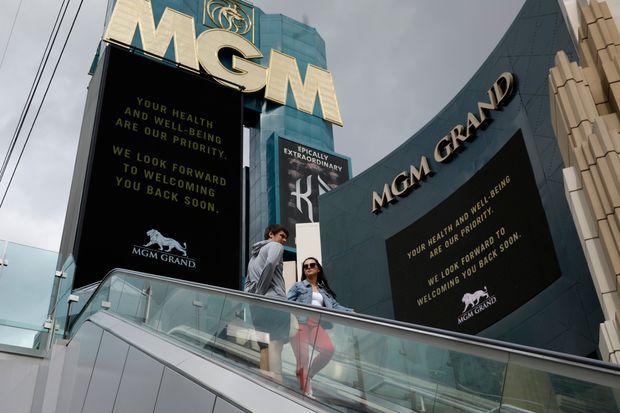 MGM
YOUR HEALTH
AND WELL-BEING
ARE OUR PRIORITY.
WE LOOK FORWARD
TO WELCOMING
YOU BACK SOON.
MGM GRAND
EPICALLY
EXTRAORDINARY
MGM GRAND
YOUR HEALTH AND WELL-BEING
ARE OUR PRIORITY.
WE LOOK FORWARD TO
WELCOMING YOU BACK SOON.
MGM GRAND